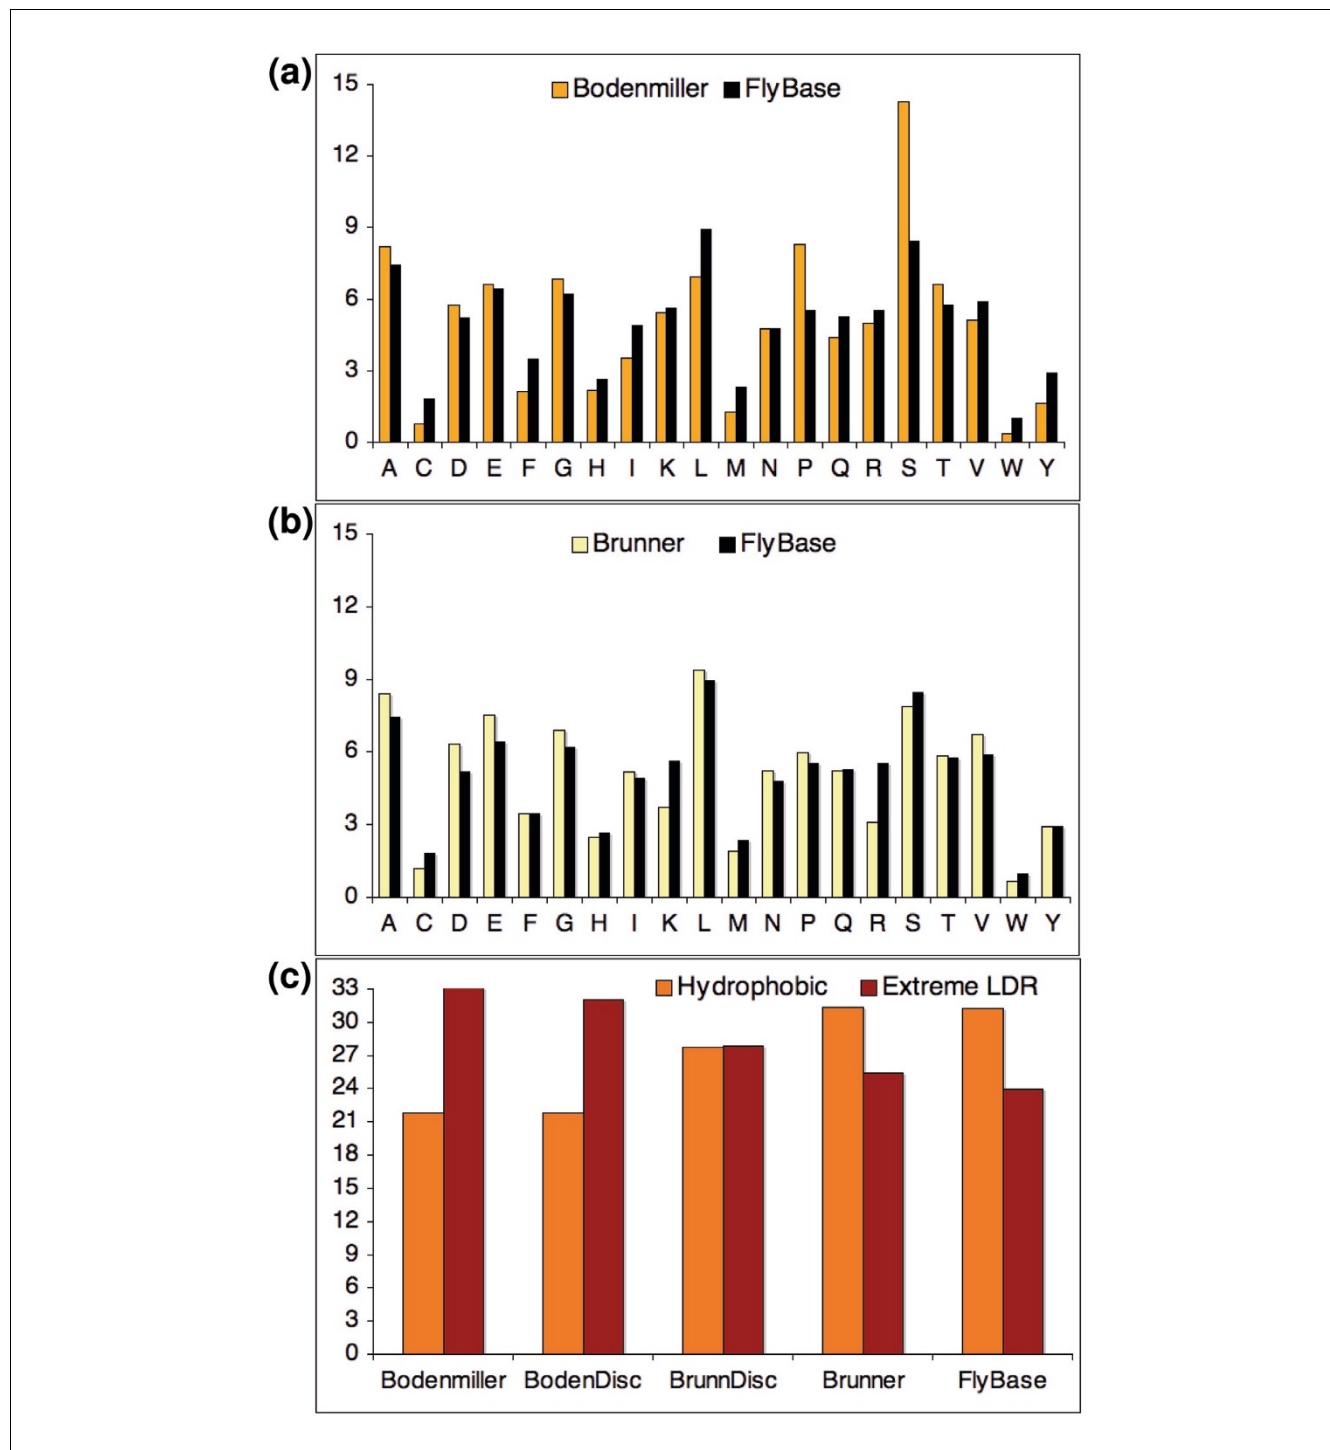 (a)
Bodenmiller FlyBase
15
12
9
6
3
0
A C D E F G H I K L M N P Q R S T V W Y
(b)
Brunner FlyBase
15
12
9
6
3
0
A C D E F G H I K L M N P Q R S T V W Y
(c)
Hydrophobic Extreme LDR
33
30
27
24
21
18
15
12
9
6
3
0
Bodenmiller BodenDisc BrunnDisc Brunner FlyBase